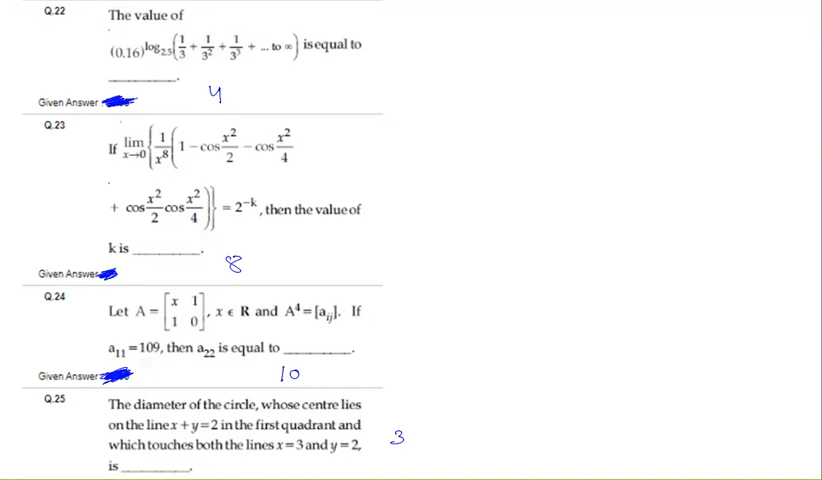 Q.22 The value of
(0.16)^log₂.₅(1/3 + 1/3² + 1/3³ + ... to ∞) is equal to
________.
Given Answer : 4
Q.23 If lim x→0 {1/x⁸ (1 − cos x²/2 − cos x²/4
+ cos x²/2 cos x²/4)} = 2⁻ᵏ, then the value of
k is ________.
8
Given Answer
Q.24 Let A = [x 1; 1 0], x ϵ R and A⁴ = [aᵢⱼ]. If
a₁₁ = 109, then a₂₂ is equal to ________.
Given Answer : 10
Q.25 The diameter of the circle, whose centre lies
on the line x + y = 2 in the first quadrant and
which touches both the lines x = 3 and y = 2, 3
is ________.